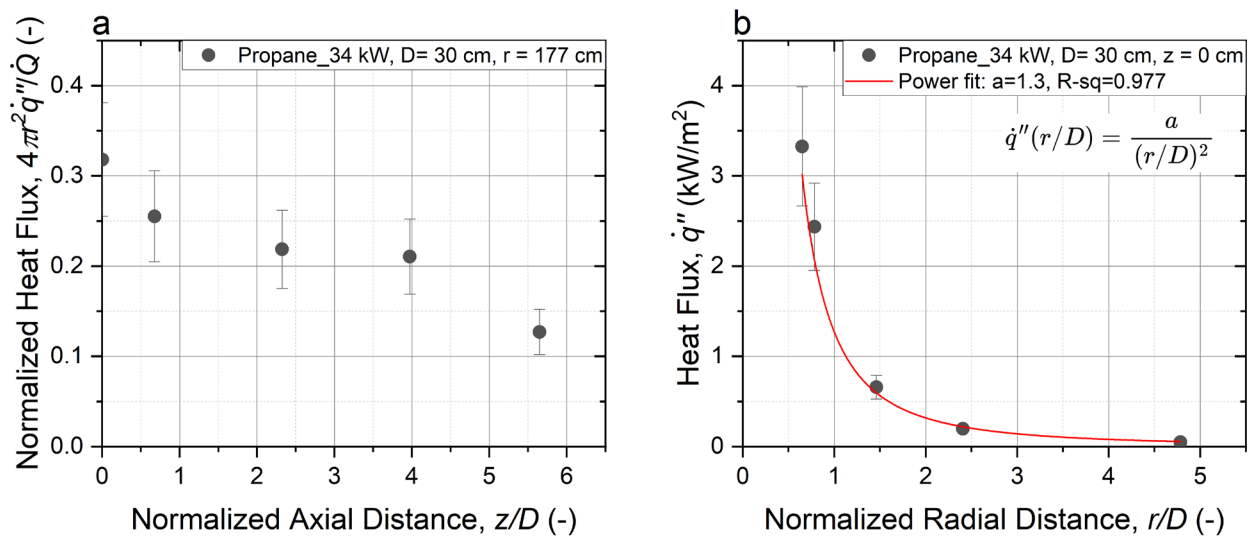 a
Propane_34 kW, D= 30 cm, r = 177 cm
Normalized Heat Flux, 4πr²q̇″/Q̇ (-)
0.4
0.3
0.2
0.1
0.0
0 1 2 3 4 5 6
Normalized Axial Distance, z/D (-)
b
Propane_34 kW, D= 30 cm, z = 0 cm
Power fit: a=1.3, R-sq=0.977
q̇″(r/D) = a/(r/D)²
Heat Flux, q̇″ (kW/m²)
4
3
2
1
0
0 1 2 3 4 5
Normalized Radial Distance, r/D (-)